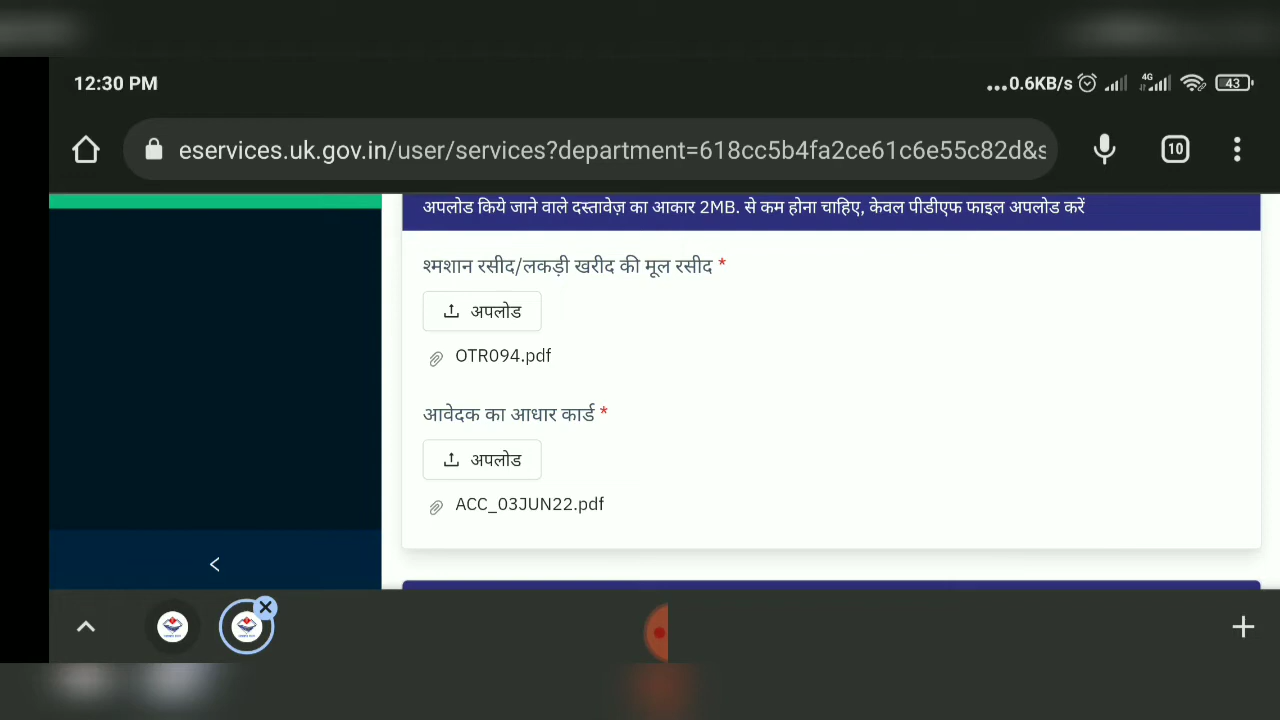 12:30 PM
...0.6KB/s 4G 43
eservices.uk.gov.in/user/services?department=618cc5b4fa2ce61c6e55c82d&s
10
अपलोड किये जाने वाले दस्तावेज़ का आकार 2MB. से कम होना चाहिए, केवल पीडीएफ फाइल अपलोड करें
श्मशान रसीद/लकड़ी खरीद की मूल रसीद *
अपलोड
OTR094.pdf
आवेदक का आधार कार्ड *
अपलोड
ACC_03JUN22.pdf